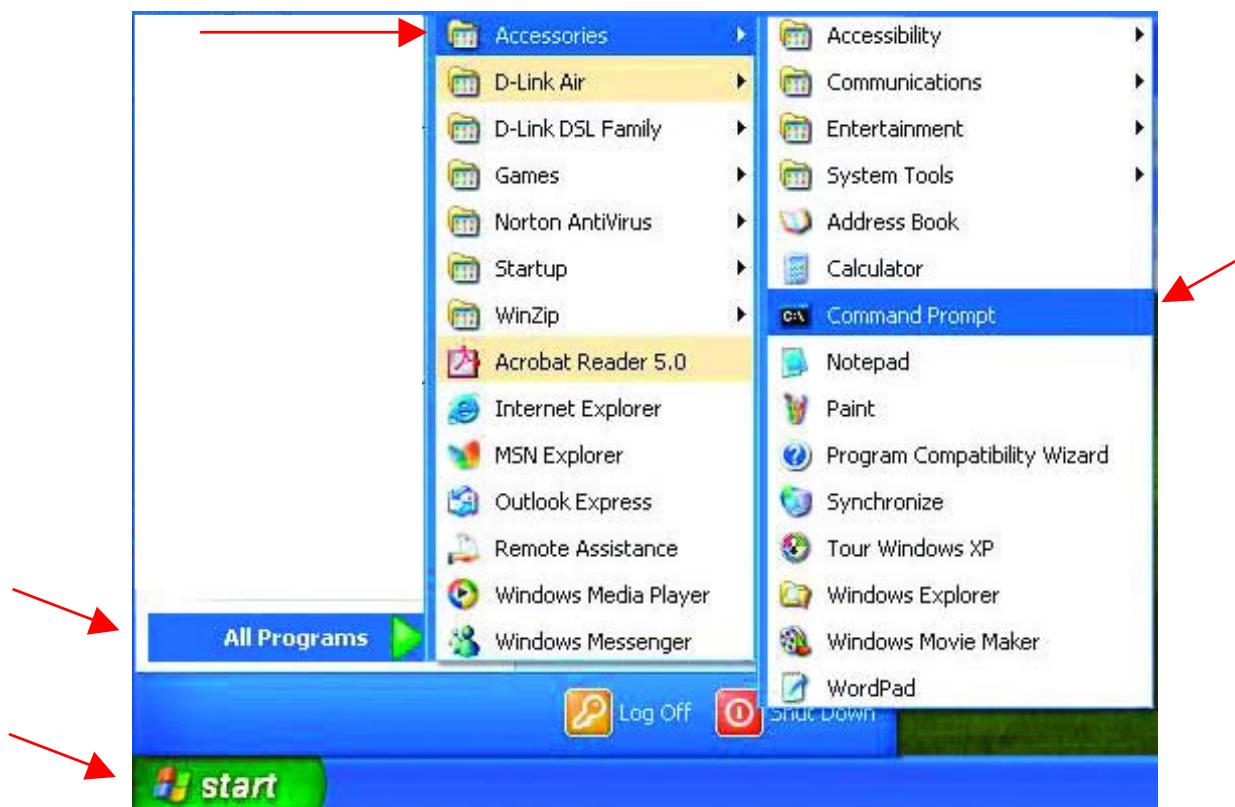 Accessories
D-Link Air
D-Link DSL Family
Games
Norton AntiVirus
Startup
WinZip
Acrobat Reader 5.0
Internet Explorer
MSN Explorer
Outlook Express
Remote Assistance
Windows Media Player
Windows Messenger
Accessibility
Communications
Entertainment
System Tools
Address Book
Calculator
C:\
Command Prompt
Notepad
Paint
Program Compatibility Wizard
Synchronize
Tour Windows XP
Windows Explorer
Windows Movie Maker
WordPad
All Programs
Log Off
Shut Down
start